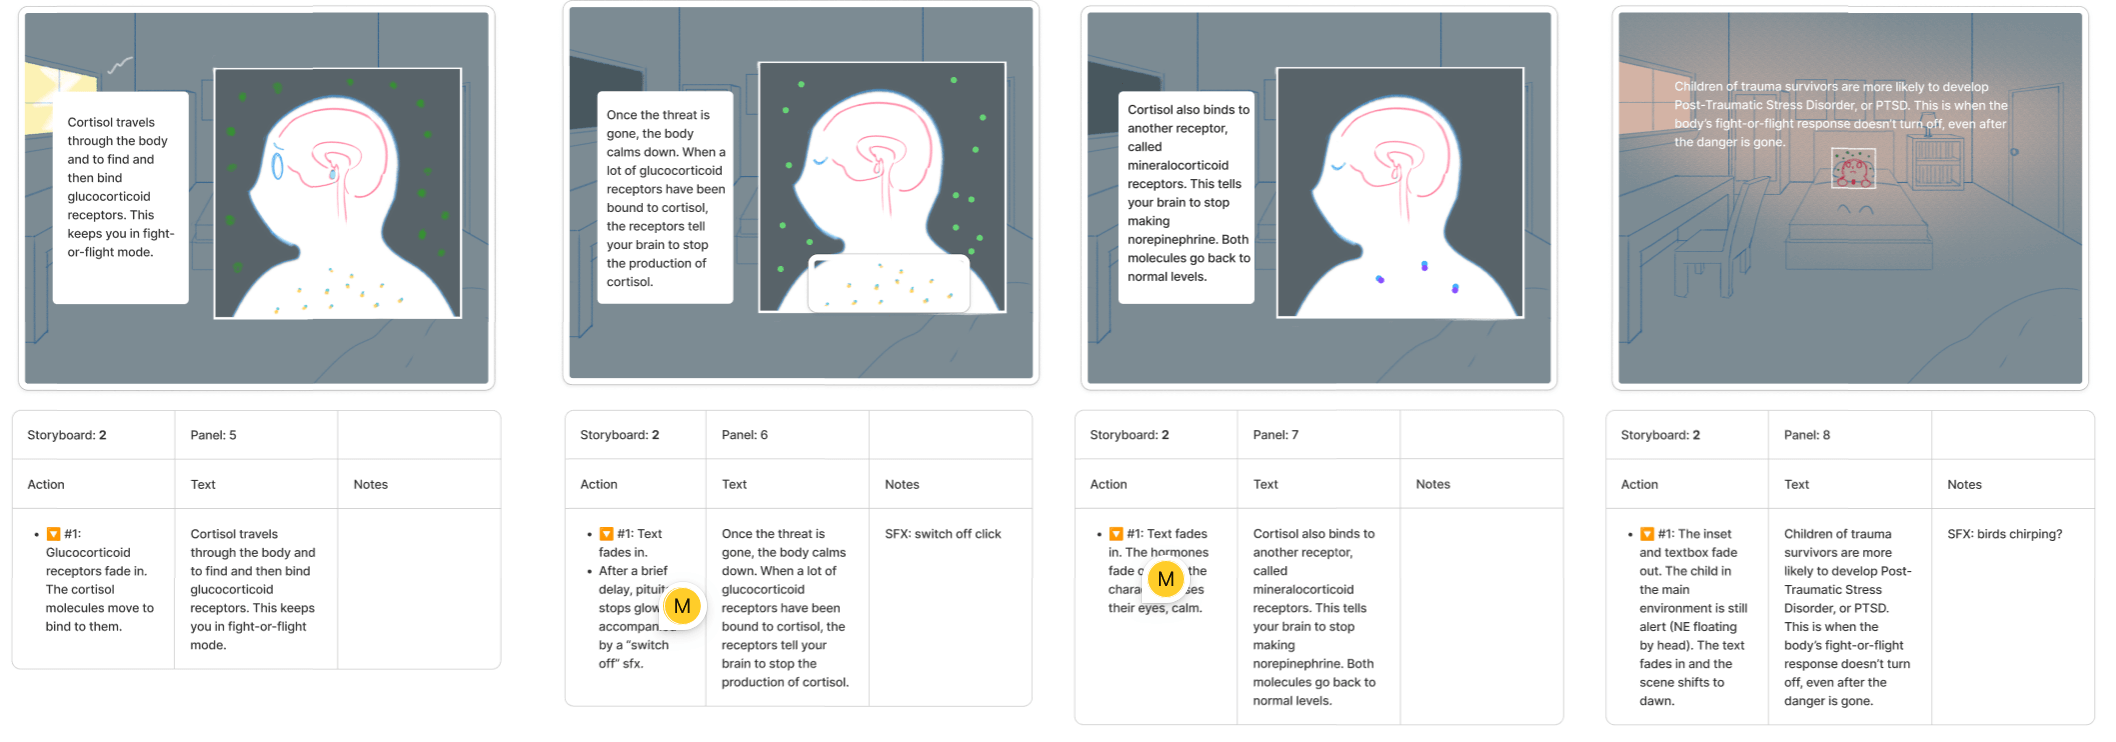 Cortisol travels
through the body
and to find and
then bind
glucocorticoid
receptors. This
keeps you in fight-
or-flight mode.
Once the threat is
gone, the body
calms down. When a
lot of glucocorticoid
receptors have been
bound to cortisol,
the receptors tell
your brain to stop
the production of
cortisol.
Cortisol also binds to
another receptor,
called
mineralocorticoid
receptors. This tells
your brain to stop
making
norepinephrine. Both
molecules go back to
normal levels.
Children of trauma survivors are more likely to develop
Post-Traumatic Stress Disorder, or PTSD. This is when the
body's fight-or-flight response doesn't turn off, even after
the danger is gone.
Storyboard: 2
Panel: 5
Action
Text
Notes
#1:
Glucocorticoid
receptors fade in.
The cortisol
molecules move to
bind to them.
Cortisol travels
through the body and
to find and then bind
glucocorticoid
receptors. This keeps
you in fight-or-flight
mode.
Storyboard: 2
Panel: 6
Action
Text
Notes
#1: Text
fades in.
After a brief
delay,
stops
by a "switch
off" sfx.
M
Once the threat is
gone, the body calms
down. When a lot of
glucocorticoid
receptors have been
bound to cortisol, the
receptors tell your
brain to stop the
production of cortisol.
SFX: switch off click
Storyboard: 2
Panel: 7
Action
Text
Notes
#1: Text fades
in. The hormones
fade the
their eyes, calm.
M
Cortisol also binds to
another receptor,
called
mineralocorticoid
receptors. This tells
your brain to stop
making
norepinephrine. Both
molecules go back to
normal levels.
Storyboard: 2
Panel: 8
Action
Text
Notes
#1: The inset
and textbox fade
out. The child in
the main
environment is still
alert (NE floating
by head). The text
fades in and the
scene shifts to
dawn.
Children of trauma
survivors are more
likely to develop Post-
Traumatic Stress
Disorder, or PTSD.
This is when the
body's fight-or-flight
response doesn't turn
off, even after the
danger is gone.
SFX: birds chirping?